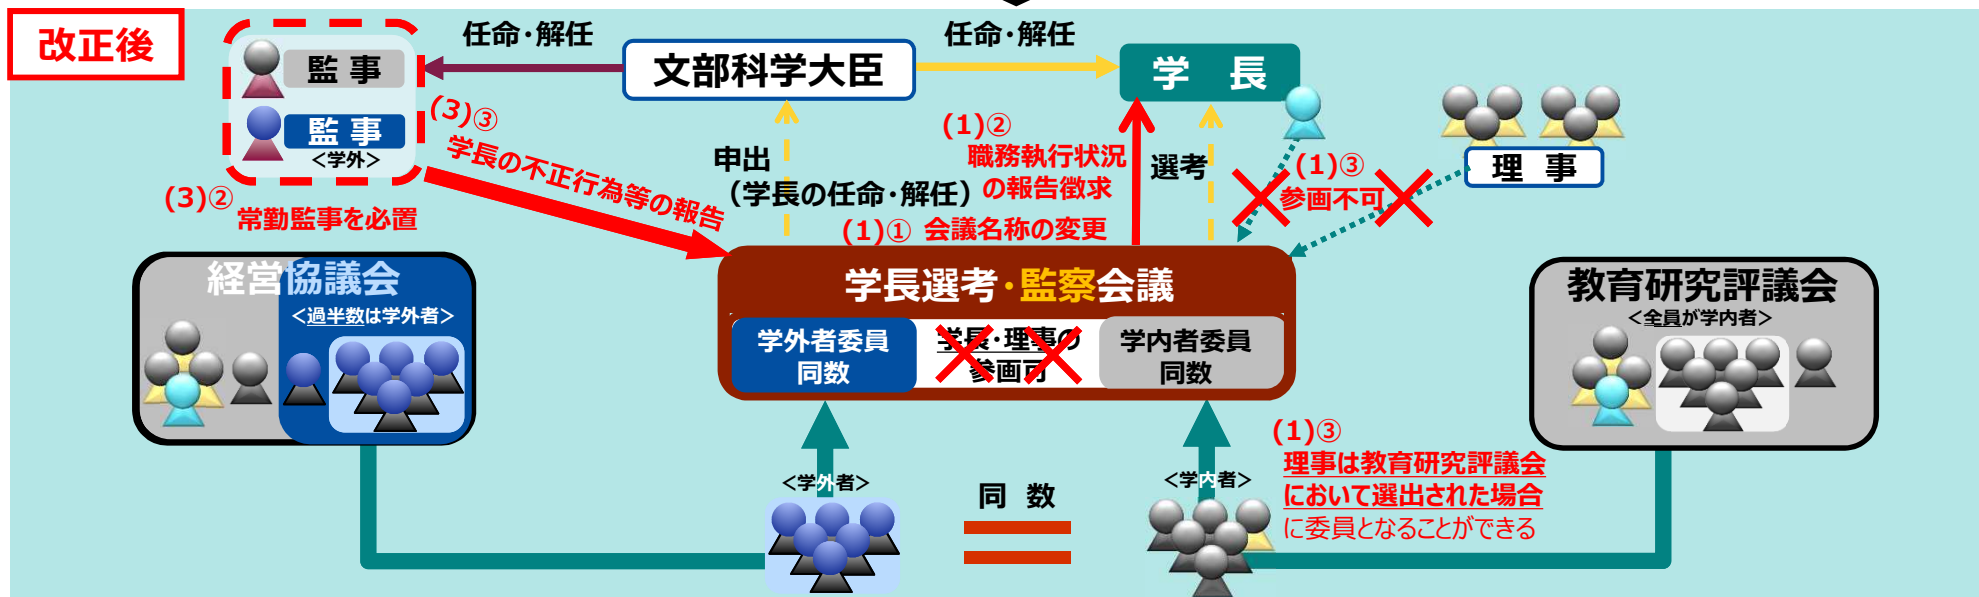 改正後
監 事
監 事
<学外>
(3)②
常勤監事を必置
任命・解任
文部科学大臣
任命・解任
学 長
(3)③
学長の不正行為等の報告
申出
（学長の任命・解任）
(1)②
職務執行状況
の報告徴求
選考
(1)③
参画不可
理 事
(1)① 会議名称の変更
学長選考・監察会議
学外者委員
同数
学長・理事の
参画可
学内者委員
同数
経営協議会
<過半数は学外者>
教育研究評議会
<全員が学内者>
<学外者>
同 数
<学内者>
(1)③
理事は教育研究評議会
において選出された場合
に委員となることができる